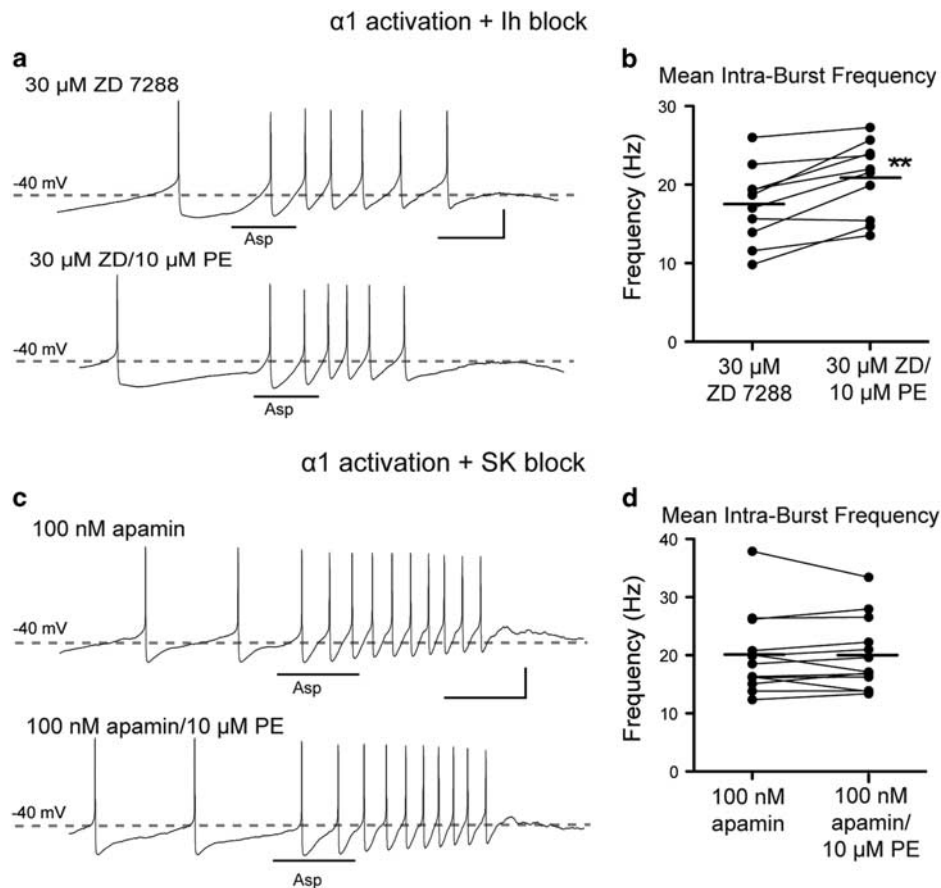 α1 activation + Ih block
a
30 µM ZD 7288
-40 mV
Asp
30 µM ZD/10 µM PE
-40 mV
Asp
b
Mean Intra-Burst Frequency
Frequency (Hz)
30
20
10
0
**
30 µM
ZD 7288
30 µM ZD/
10 µM PE
α1 activation + SK block
c
100 nM apamin
-40 mV
Asp
100 nM apamin/10 µM PE
-40 mV
Asp
d
Mean Intra-Burst Frequency
Frequency (Hz)
40
30
20
10
0
100 nM
apamin
100 nM
apamin/
10 µM PE